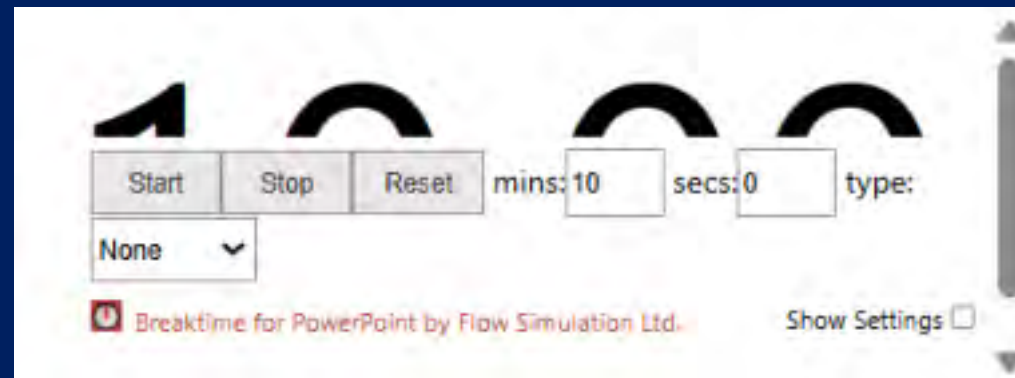 Start Stop Reset mins: 10 secs: 0 type:
None
Breaktime for PowerPoint by Flow Simulation Ltd. Show Settings